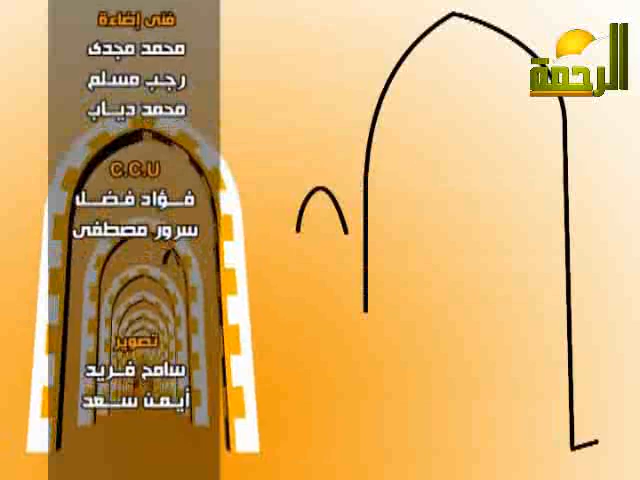 فنى إضاءة
محمد مجدى
رجب مسلم
محمد دياب
C.C.U
فؤاد فضل
سرور مصطفى
تصوير
سامح فريد
أيمن سعد
الرحمة